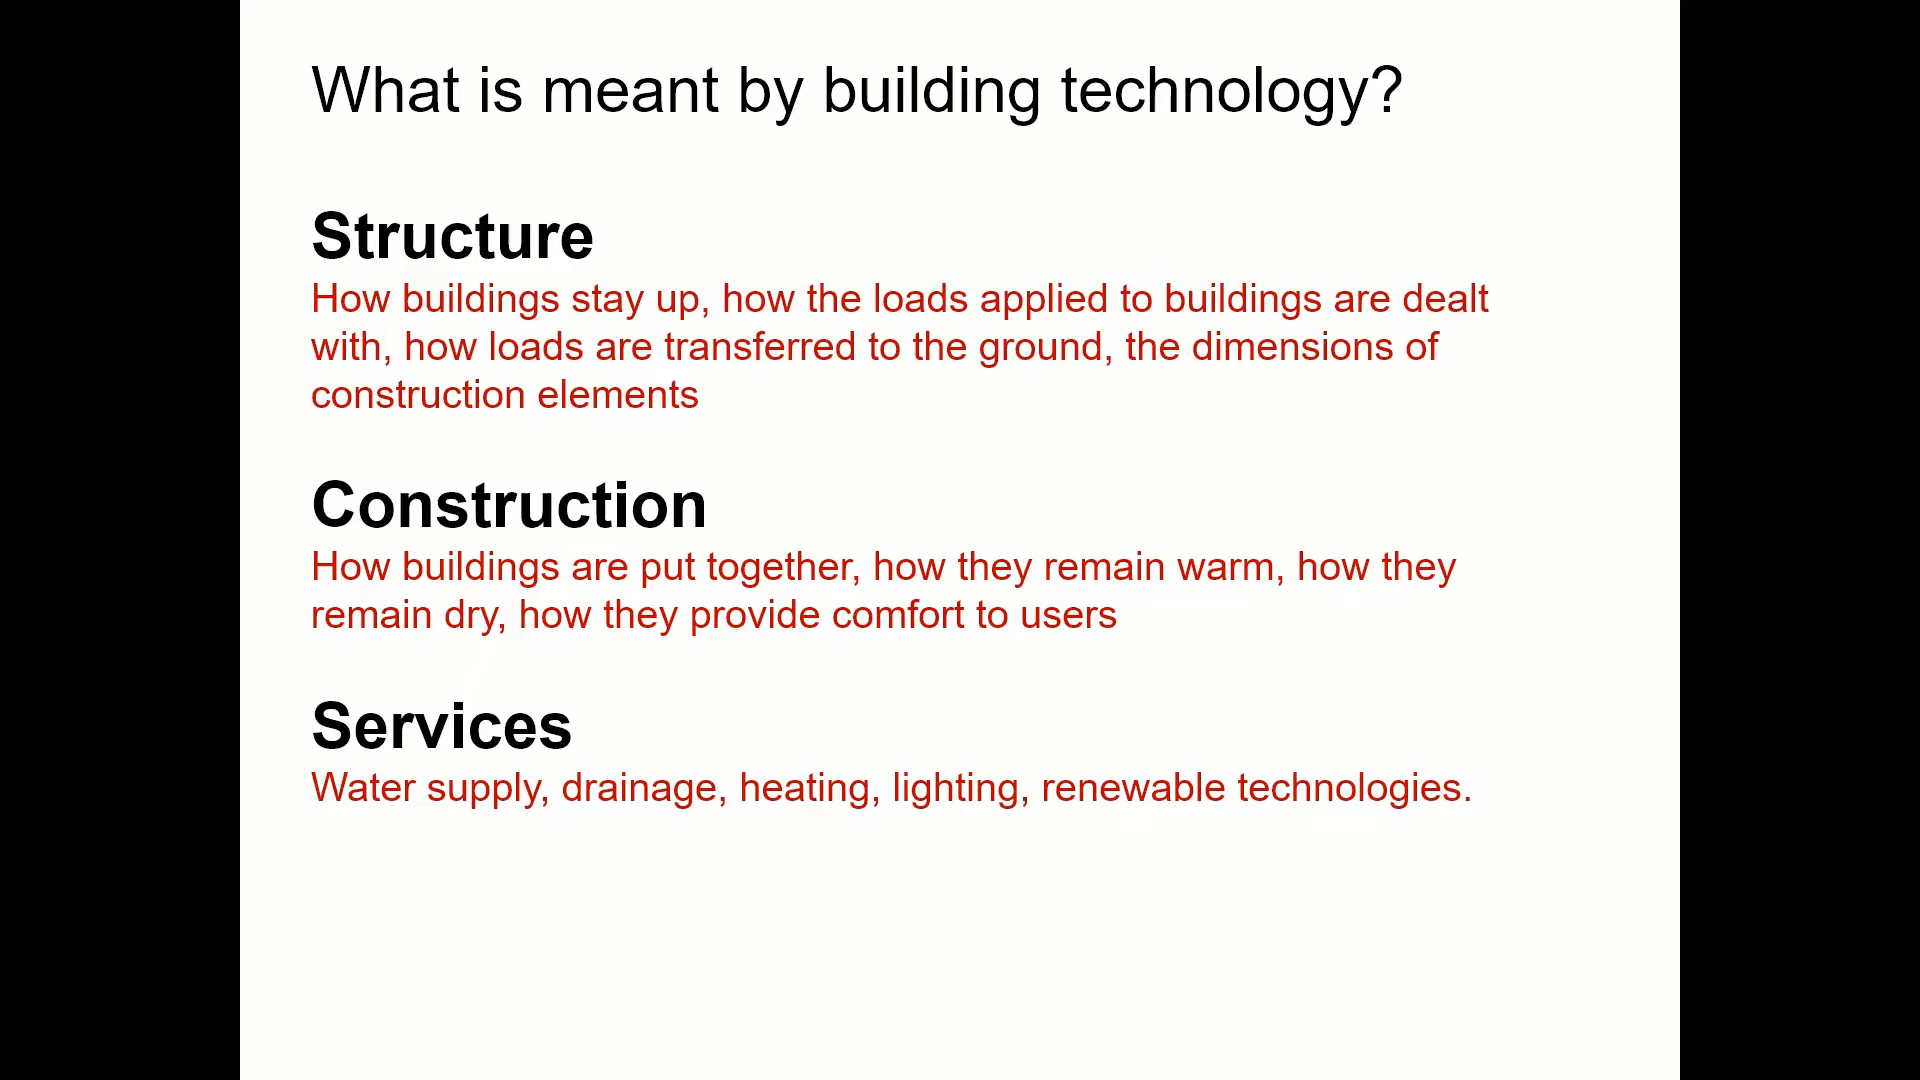 What is meant by building technology?
Structure
How buildings stay up, how the loads applied to buildings are dealt
with, how loads are transferred to the ground, the dimensions of
construction elements
Construction
How buildings are put together, how they remain warm, how they
remain dry, how they provide comfort to users
Services
Water supply, drainage, heating, lighting, renewable technologies.